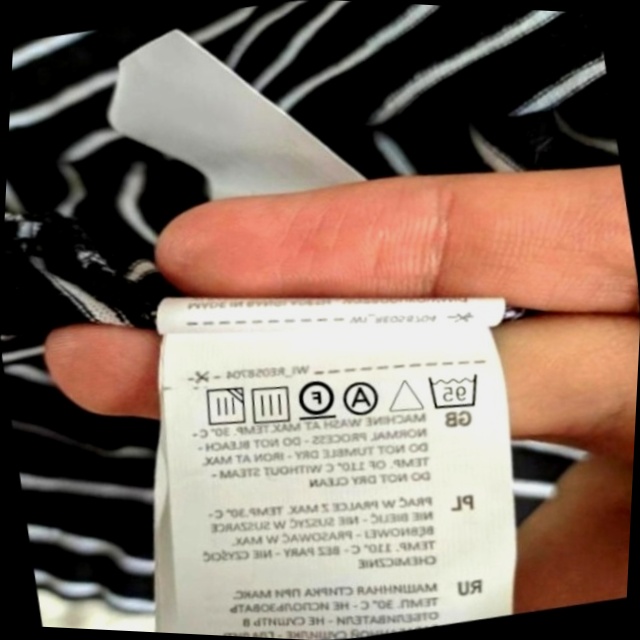 WI_RE058704
95 A F
GB
MACHINE WASH AT MAX.TEMP. 30°C -
NORMAL PROCESS - DO NOT BLEACH -
DO NOT TUMBLE DRY - IRON AT MAX.
TEMP. OF 110°C WITHOUT STEAM -
DO NOT DRY CLEAN
PL
PRAĆ W PRALCE Z MAX. TEMP.30°C -
NIE BIELIĆ - NIE SUSZYĆ W SUSZARCE
BĘBNOWEJ - PRASOWAĆ W MAK.
TEMP. 110°C - BEZ PARY - NIE CZYŚCIĆ
CHEMICZNIE
RU
МАШИННАЯ СТИРКА ПРИ МАКС.
ТЕМП. 30°C - НЕ ИСПОЛЬЗОВАТЬ
ОТБЕЛИВАТЕЛИ - НЕ СУШИТЬ В